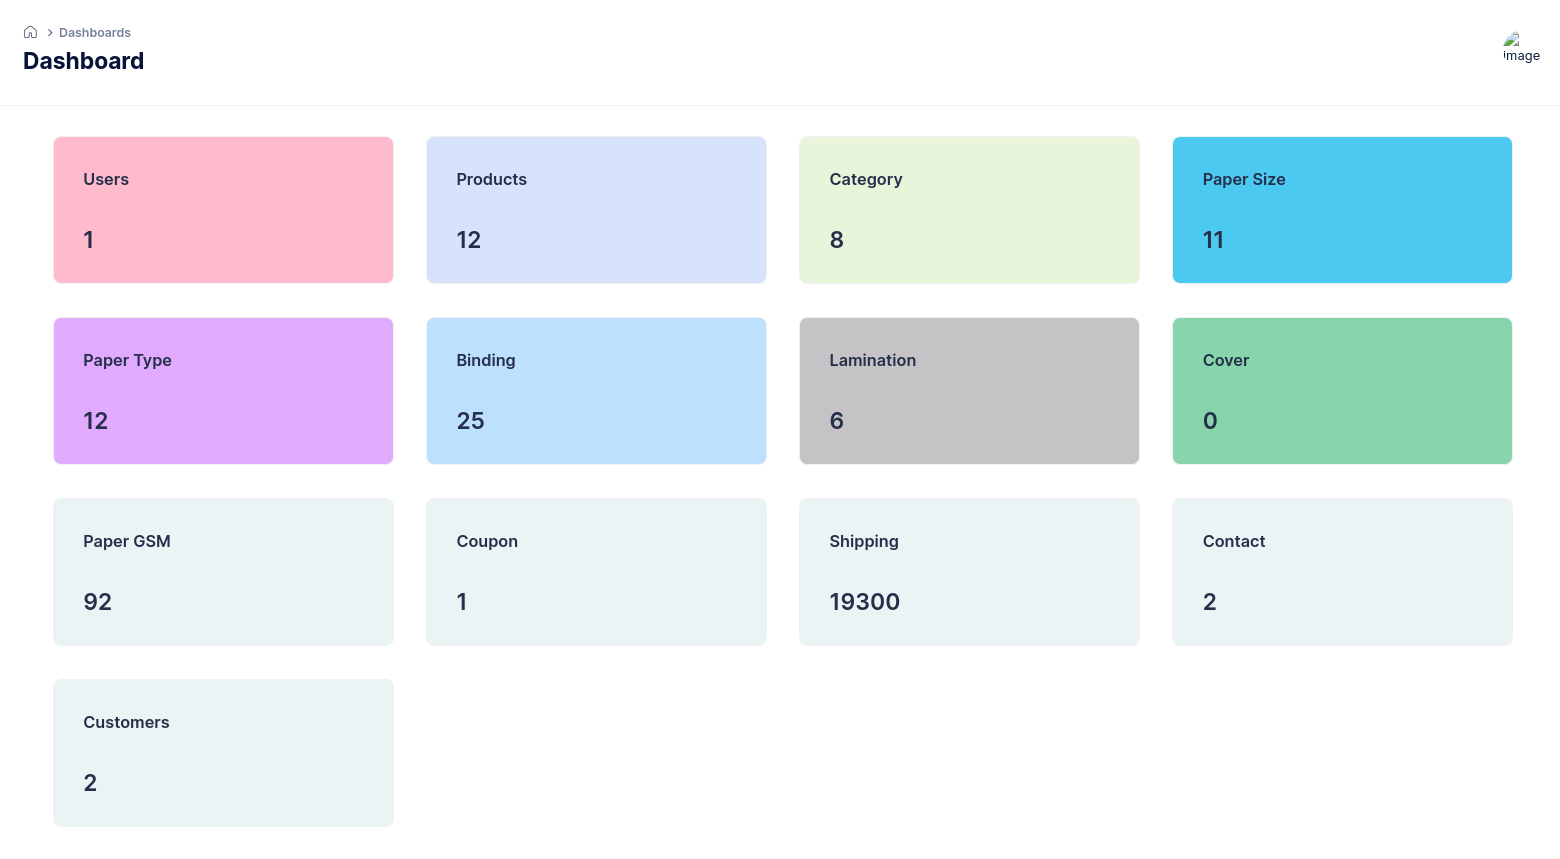 Dashboards
Dashboard
image
Users
1
Products
12
Category
8
Paper Size
11
Paper Type
12
Binding
25
Lamination
6
Cover
0
Paper GSM
92
Coupon
1
Shipping
19300
Contact
2
Customers
2